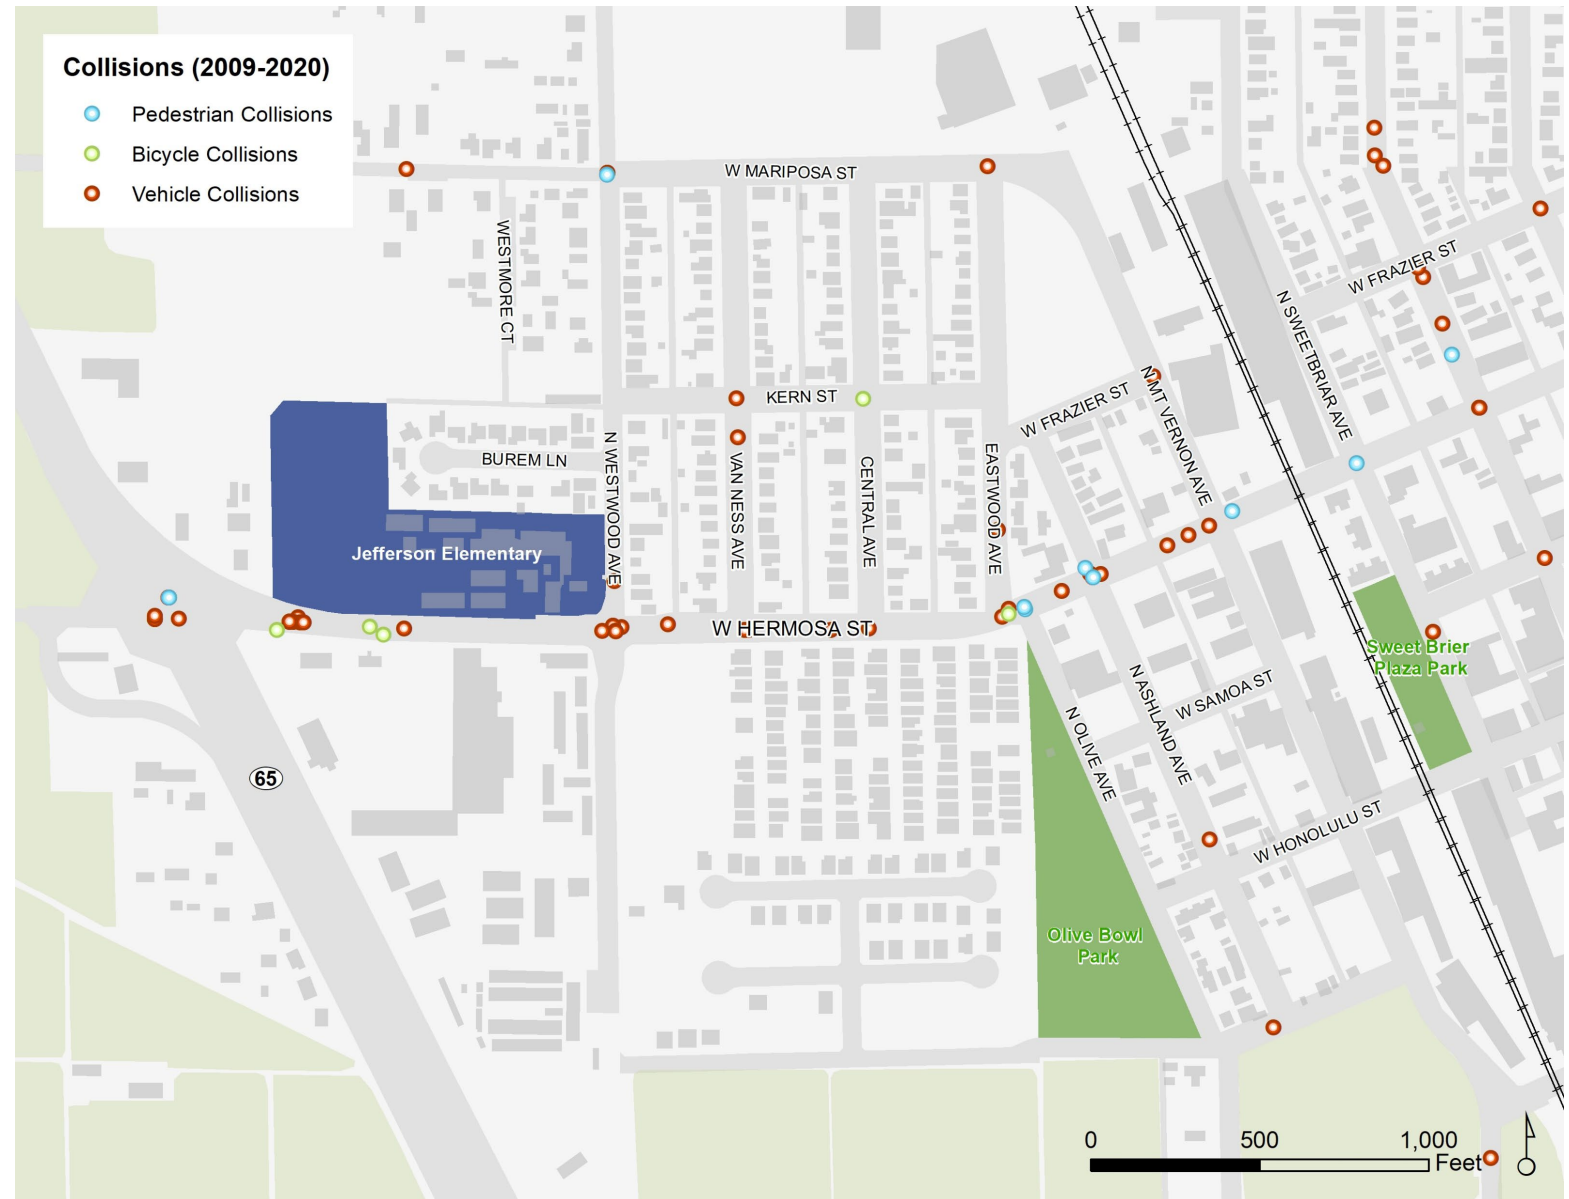 Collisions (2009-2020)
Pedestrian Collisions
Bicycle Collisions
Vehicle Collisions
W MARIPOSA ST
WESTMORE CT
W FRAZIER ST
N SWEETBRIAR AVE
KERN ST
W FRAZIER ST
N MT VERNON AVE
BUREM LN
N WESTWOOD AVE
VAN NESS AVE
CENTRAL AVE
EASTWOOD AVE
Jefferson Elementary
W HERMOSA ST
Sweet Brier
Plaza Park
W SAMOA ST
N ASHLAND AVE
N OLIVE AVE
65
W HONOLULU ST
Olive Bowl
Park
0 500 1,000
Feet